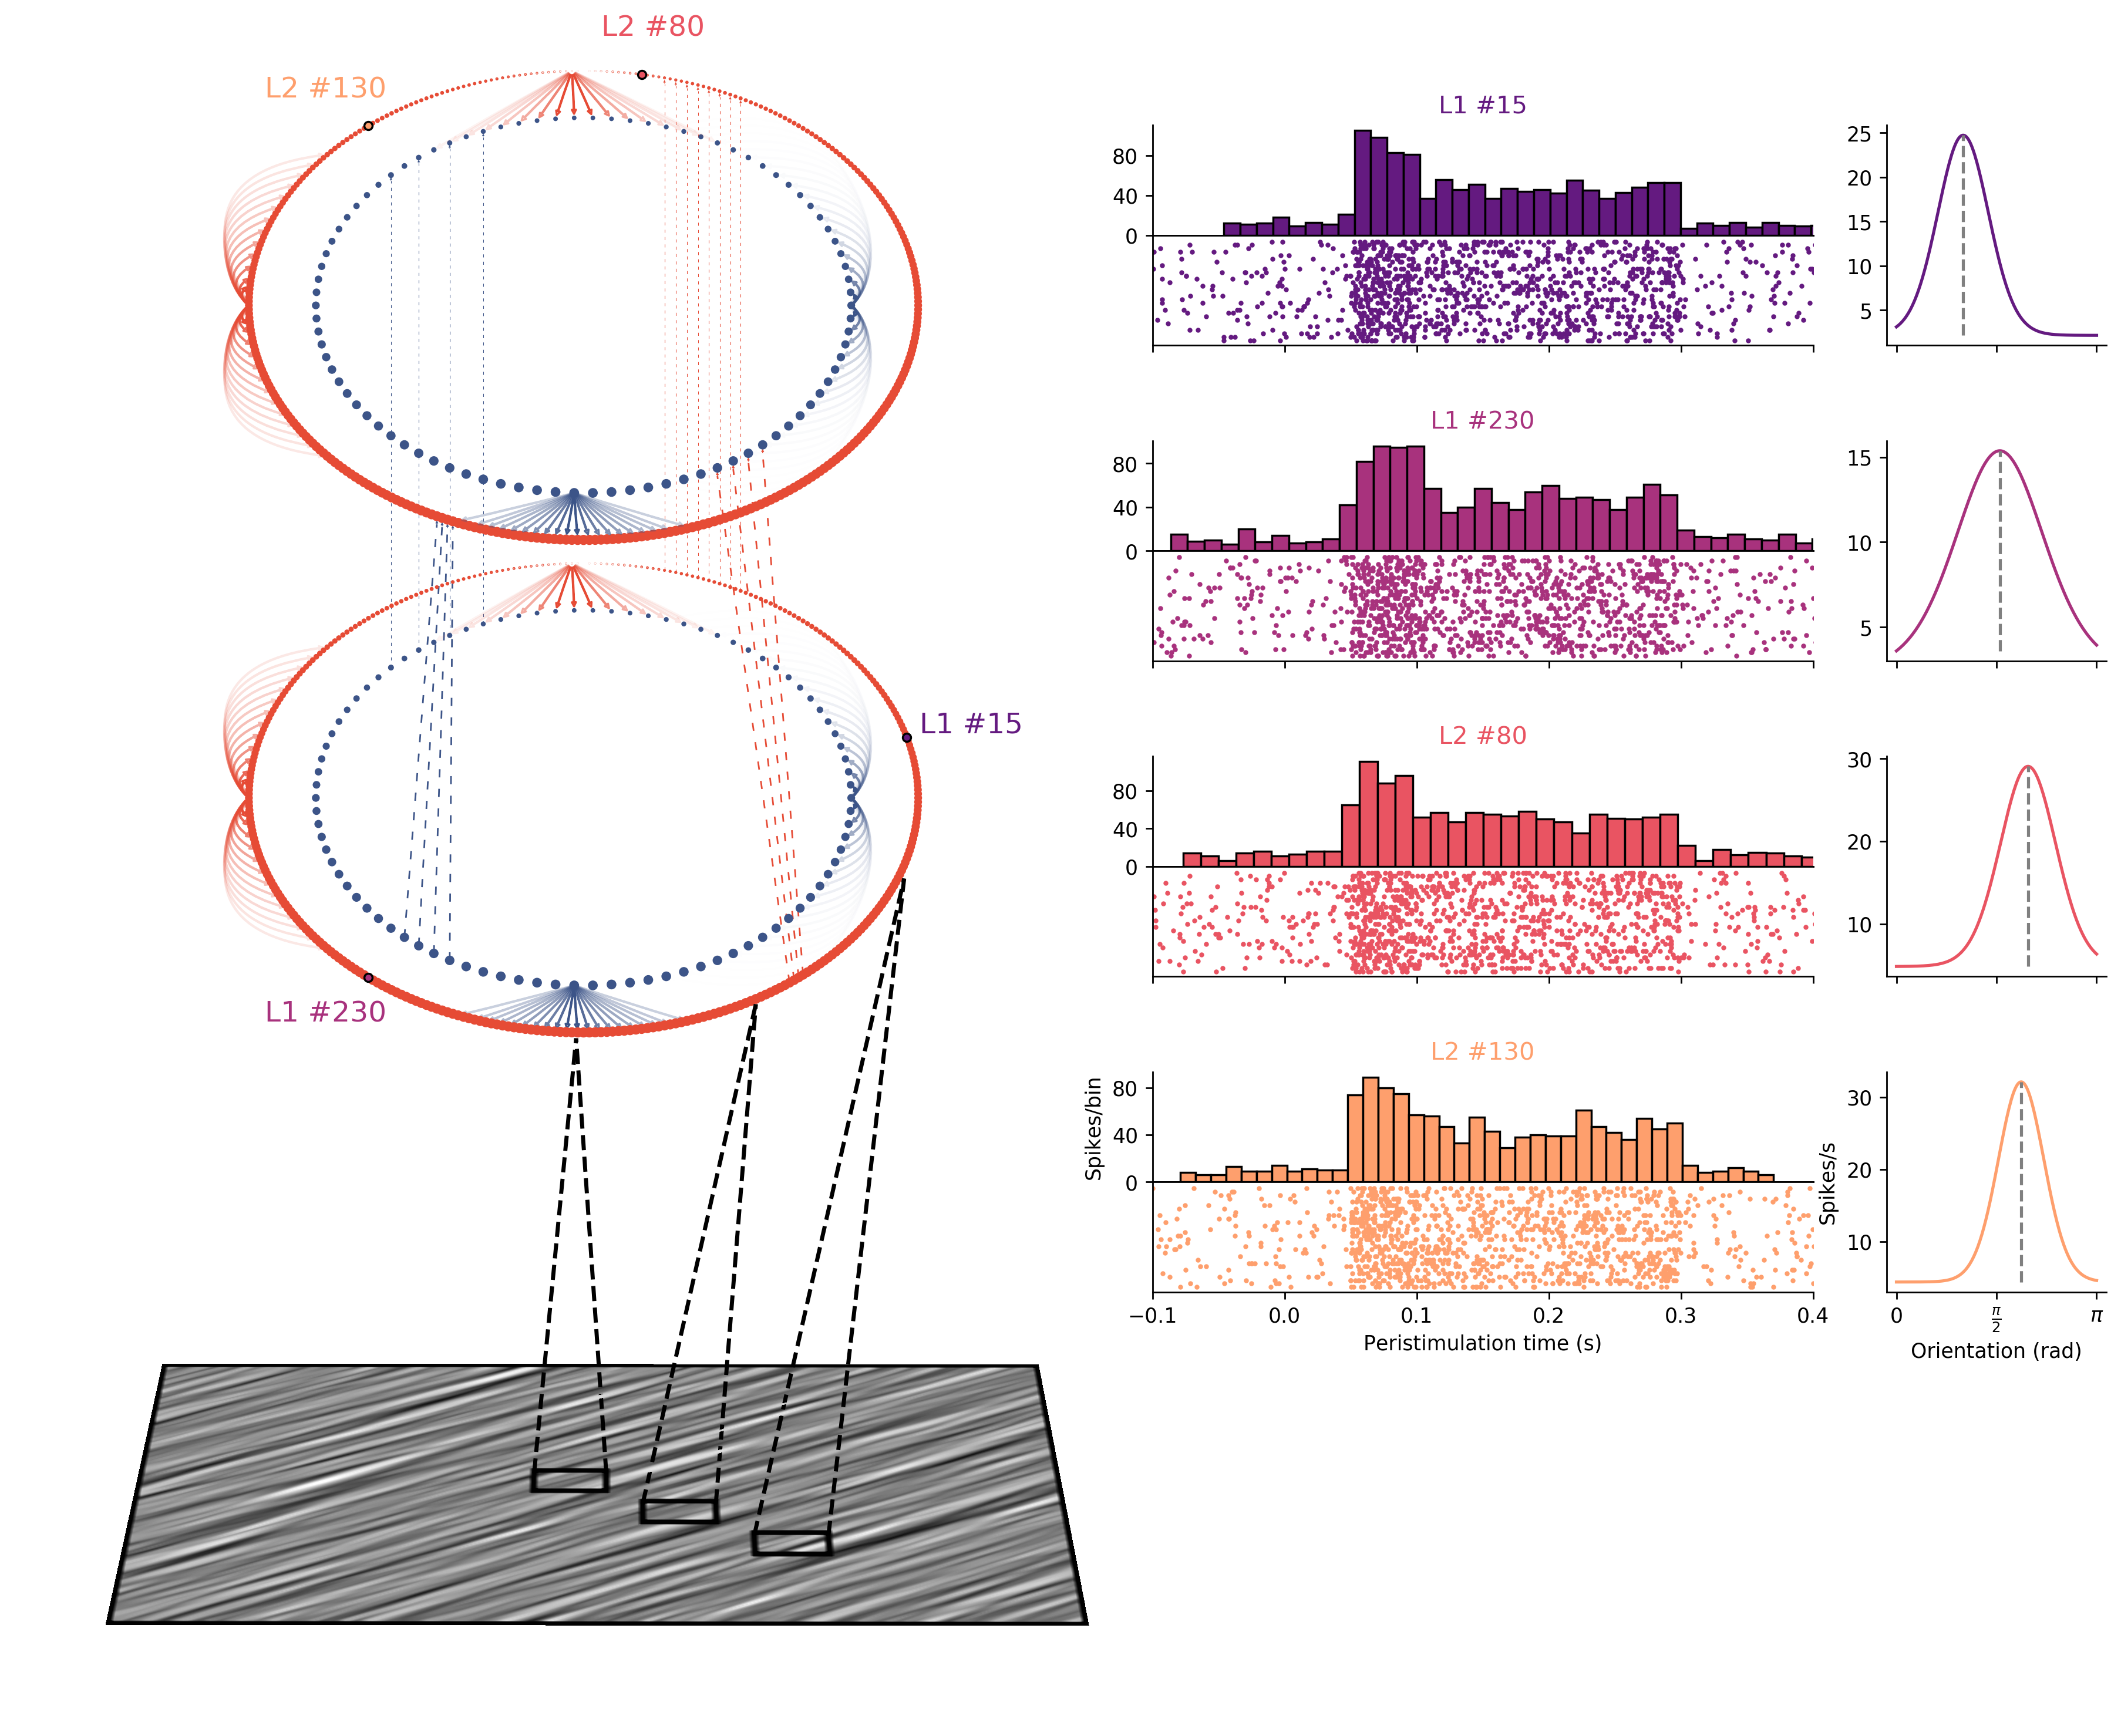 L2 #80
L2 #130
L1 #15
L1 #230
L1 #15
80
40
0
25
20
15
10
5
L1 #230
80
40
0
15
10
5
L2 #80
80
40
0
30
20
10
L2 #130
Spikes/bin
80
40
0
−0.1 0.0 0.1 0.2 0.3 0.4
Peristimulation time (s)
Spikes/s
30
20
10
0 π/2 π
Orientation (rad)